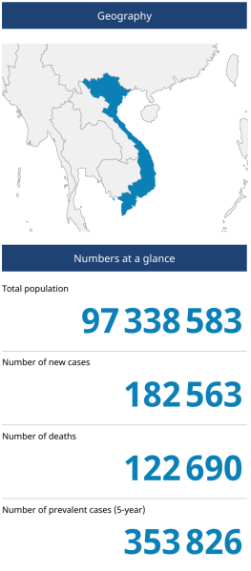 Geography
Numbers at a glance
Total population
97 338 583
Number of new cases
182 563
Number of deaths
122 690
Number of prevalent cases (5-year)
353 826